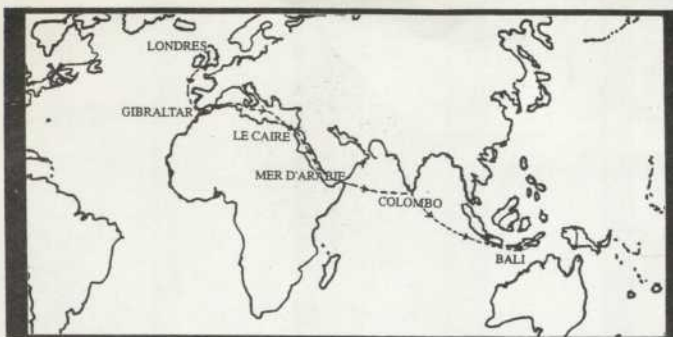 LONDRES
GIBRALTAR
LE CAIRE
MER D'ARABIE
COLOMBO
BALI